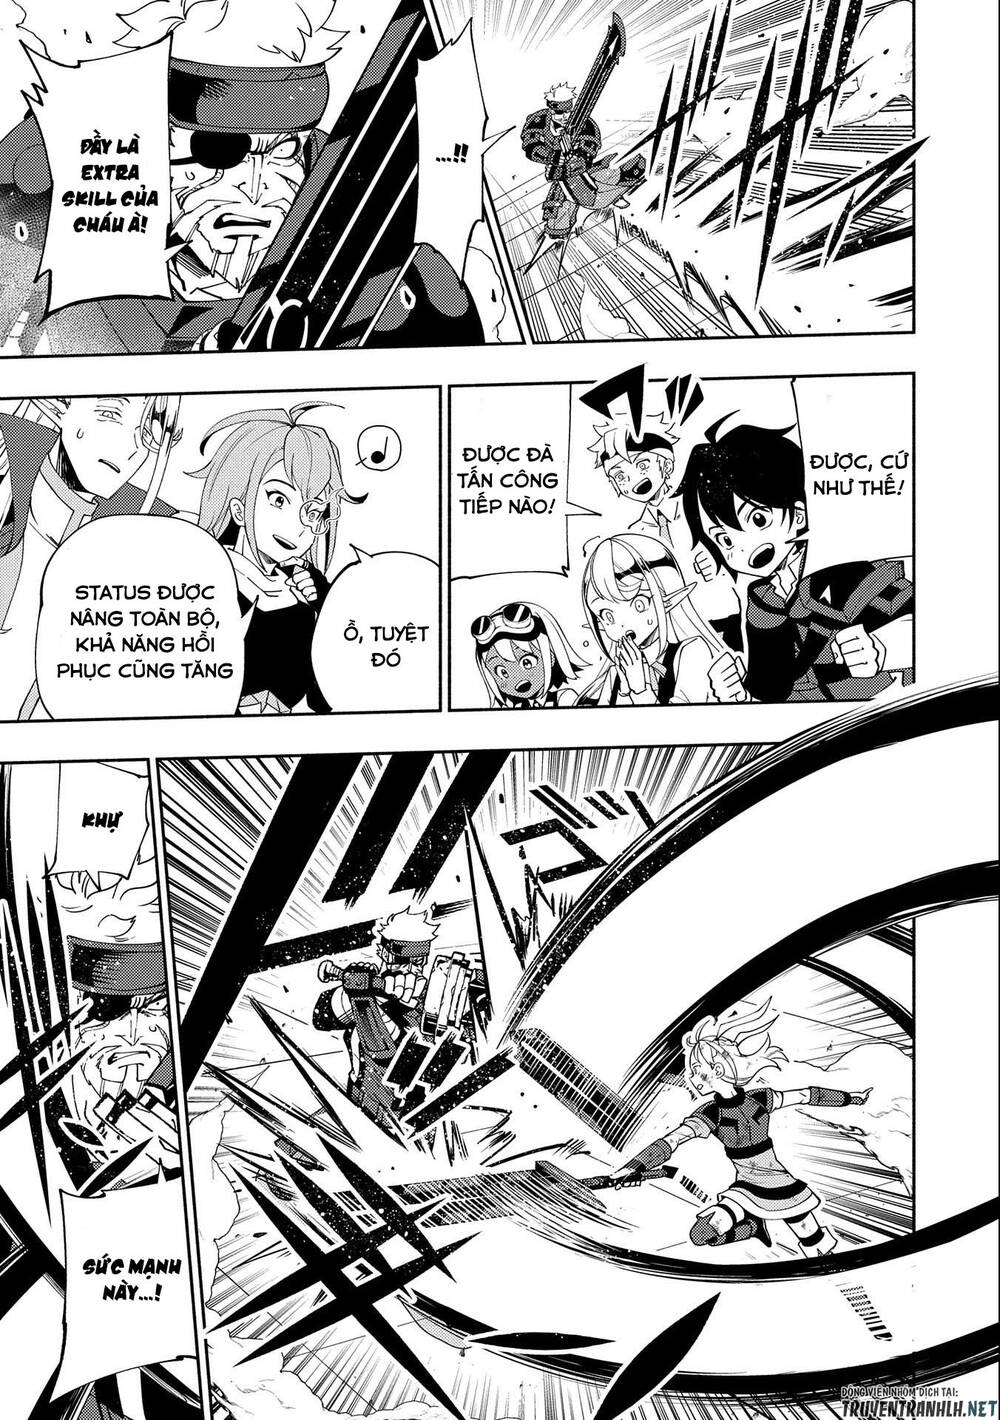 ...!!
ĐÂY LÀ
EXTRA
SKILL CỦA
CHÁU À!
ĐƯỢC, CỨ
NHƯ THẾ!
ĐƯỢC ĐÀ
TẤN CÔNG
TIẾP NÀO!
Ồ, TUYỆT
ĐÓ
STATUS ĐƯỢC
NÂNG TOÀN BỘ,
KHẢ NĂNG HỒI
PHỤC CŨNG TĂNG
KHỰ
SỨC MẠNH
NÀY...!
ĐỘNG VIÊN NHÓM DỊCH TẠI:
TRUYENTRANHLH.NET